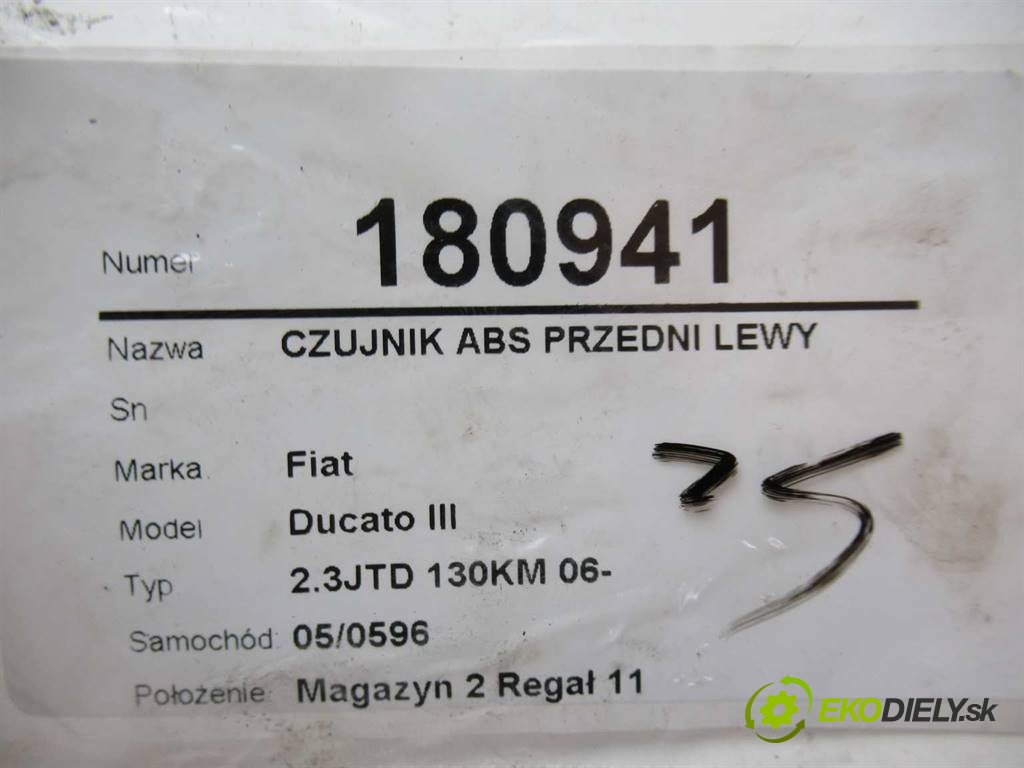 Numer 180941
Nazwa CZUJNIK ABS PRZEDNI LEWY
Sn
Marka Fiat
Model Ducato III
Typ 2.3JTD 130KM 06-
Samochód 05/0596
Położenie Magazyn 2 Regał 11
EKODIELY.sk